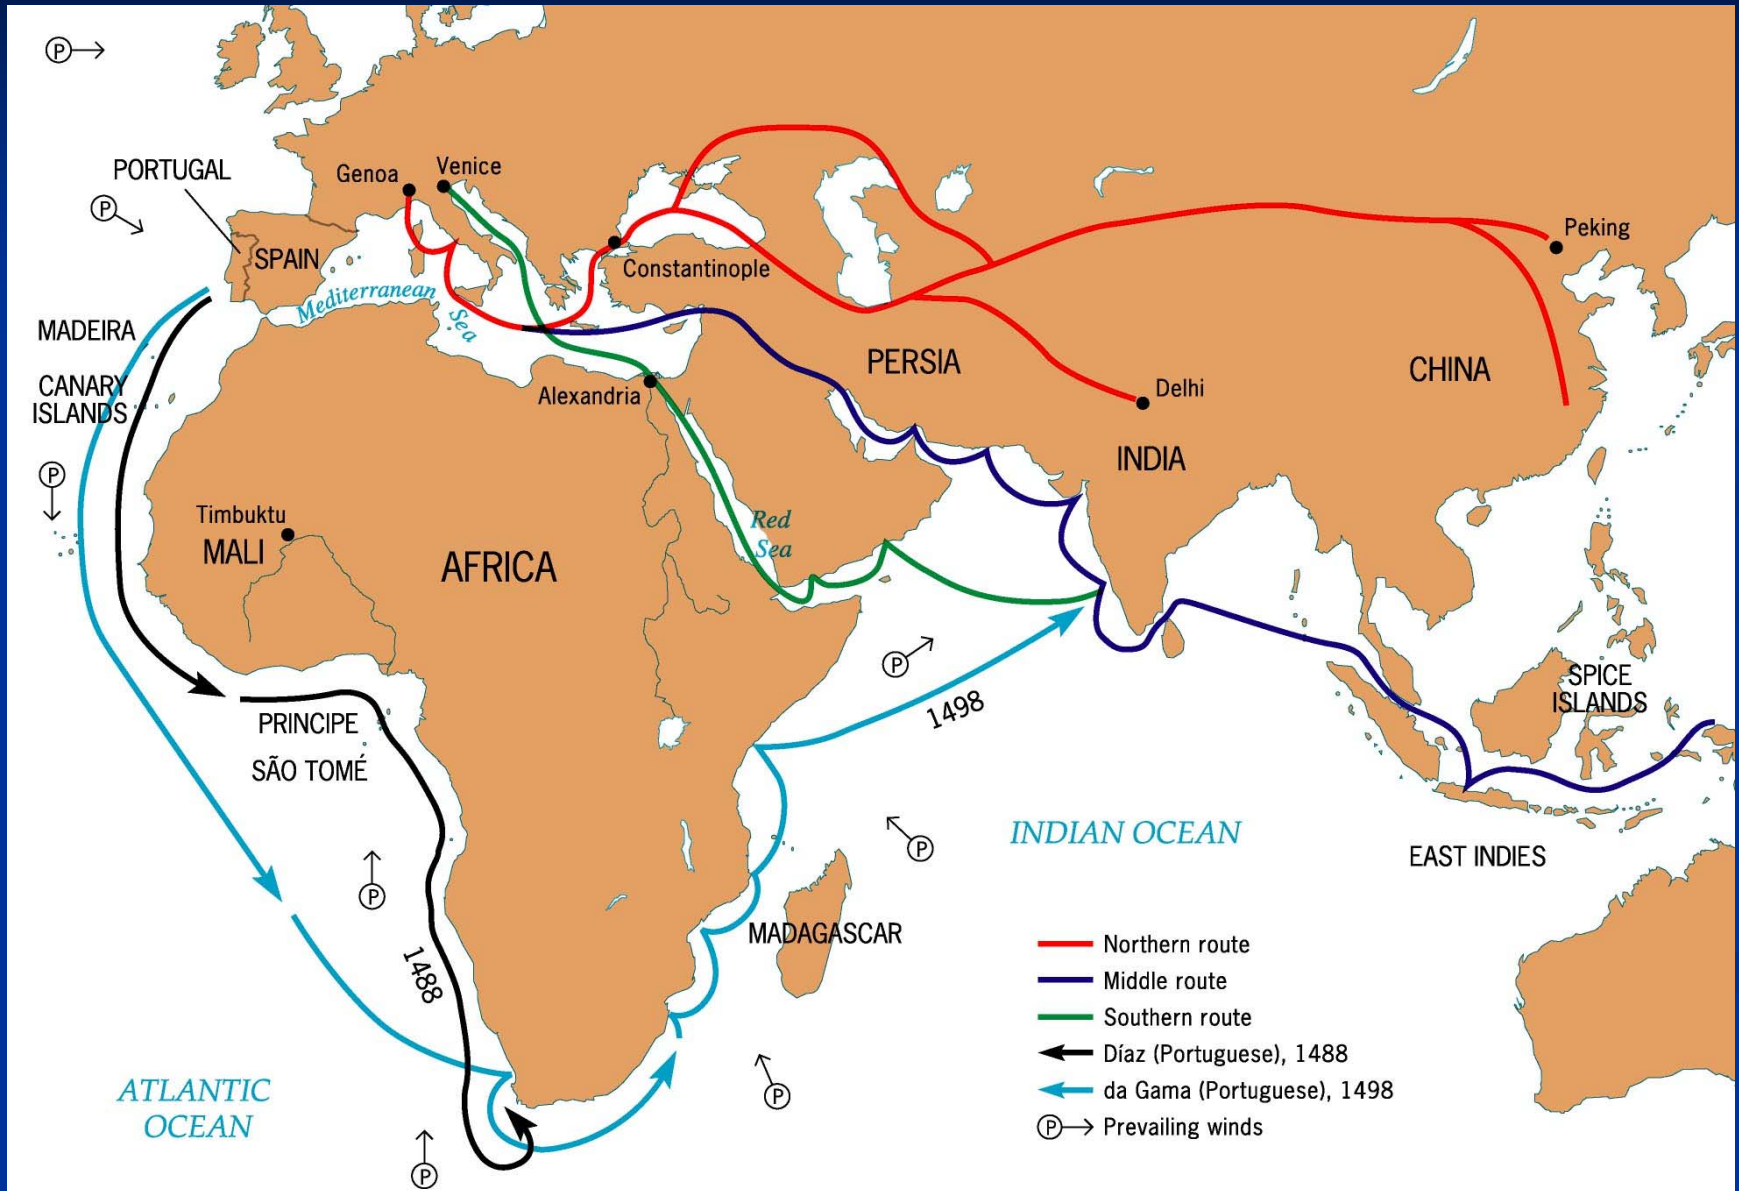 P
PORTUGAL
Genoa
Venice
P
SPAIN
Constantinople
Peking
Mediterranean
Sea
MADEIRA
PERSIA
CHINA
CANARY
ISLANDS
Alexandria
Delhi
INDIA
P
Timbuktu
MALI
AFRICA
Red
Sea
P
SPICE
ISLANDS
1498
PRINCIPE
SÃO TOMÉ
INDIAN OCEAN
P
EAST INDIES
P
MADAGASCAR
1488
Northern route
Middle route
Southern route
Díaz (Portuguese), 1488
da Gama (Portuguese), 1498
P Prevailing winds
ATLANTIC
OCEAN
P
P